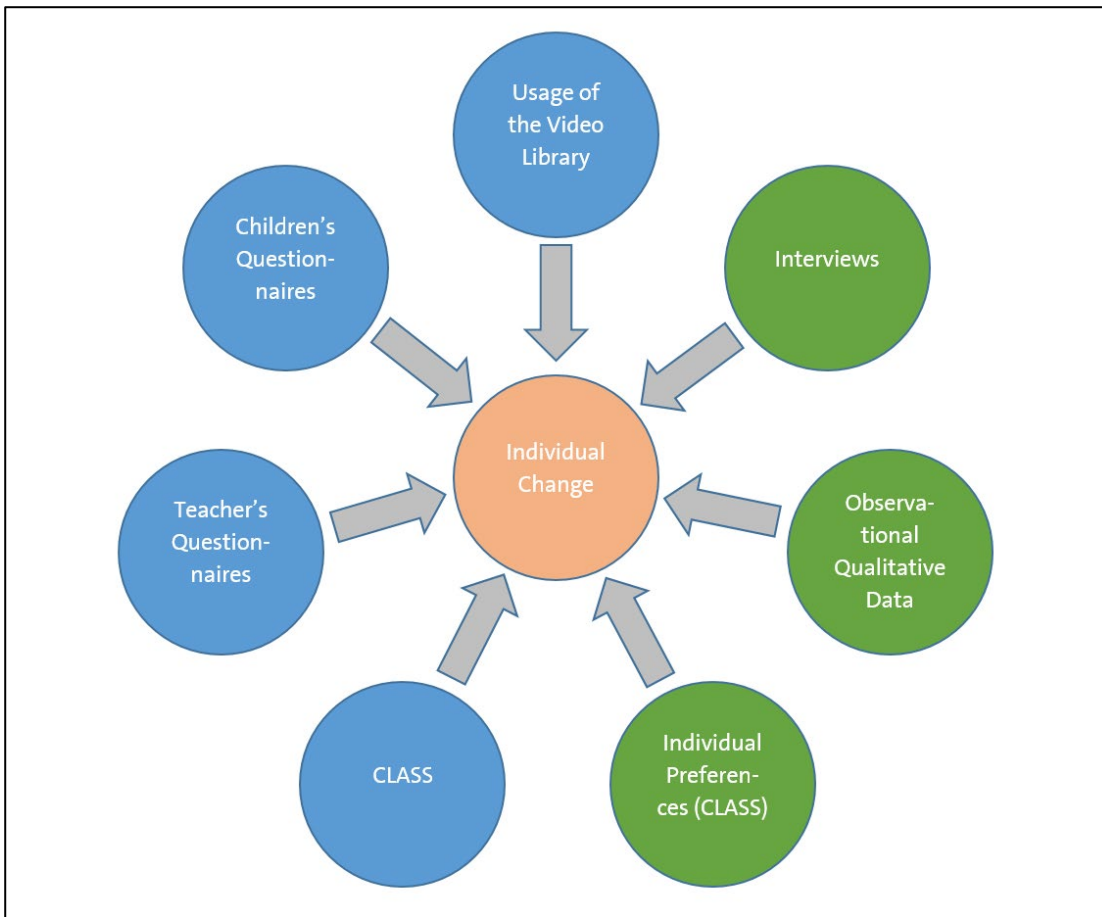 Usage of
the Video
Library
Children’s
Question-
naires
Interviews
Individual
Change
Teacher’s
Question-
naires
Observa-
tional
Qualitative
Data
CLASS
Individual
Preferen-
ces (CLASS)